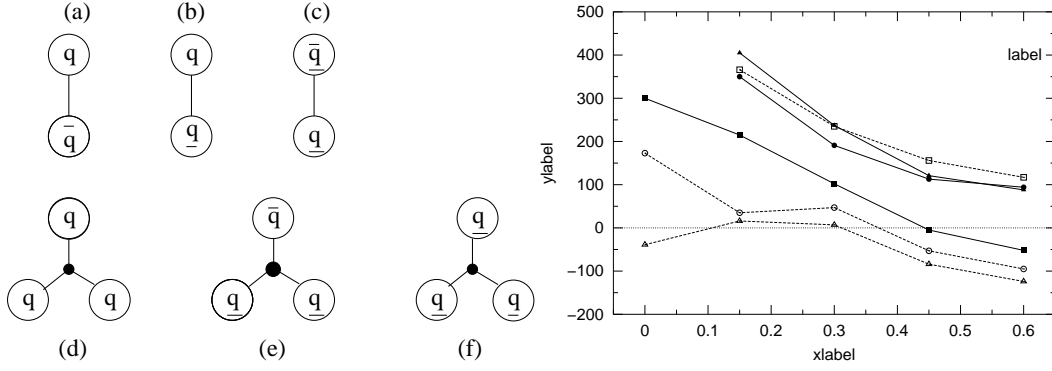 (a) (b) (c)
q q q̲̅
q̅ q̲ q̲
q q̅ q̲
q q q̲ q̲ q̲ q̲
(d) (e) (f)
500
400
300
200
100
0
−100
−200
ylabel
label
0 0.1 0.2 0.3 0.4 0.5 0.6
xlabel